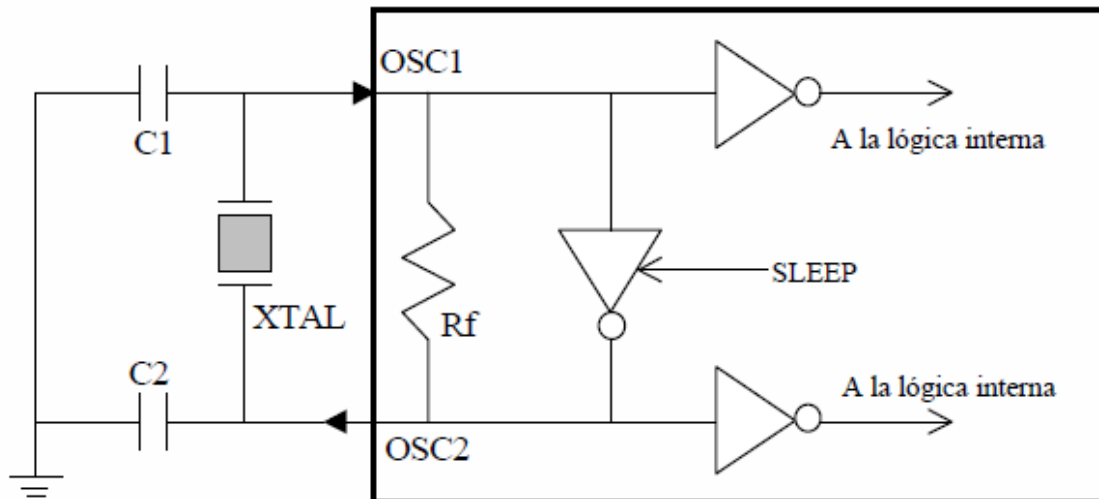 OSC1
C1
A la lógica interna
SLEEP
XTAL
Rf
C2
A la lógica interna
OSC2